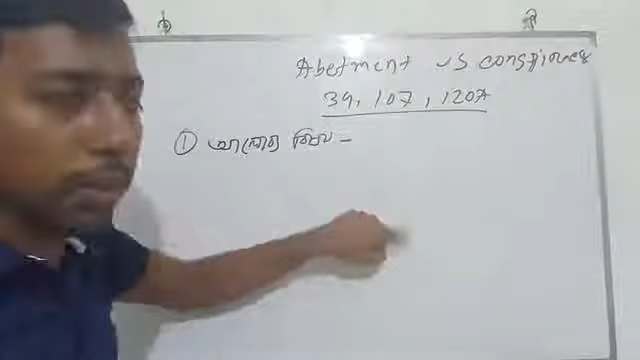 Abetment vs conspiracy
34, 107, 120A
① আলোচ্য বিষয় -